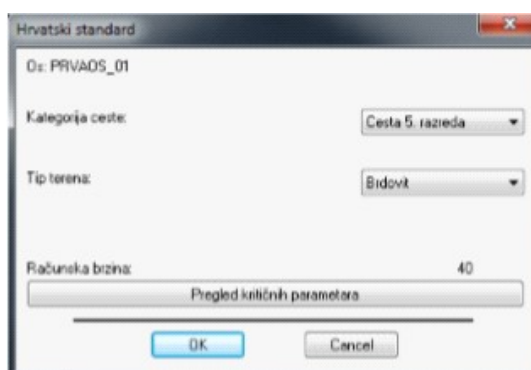 Hrvatski standard
Os: PRVAOS_01
Kategorija ceste: Cesta 5. razreda
Tip terena: Brdovit
Računska brzina: 40
Pregled kritičnih parametara
OK Cancel